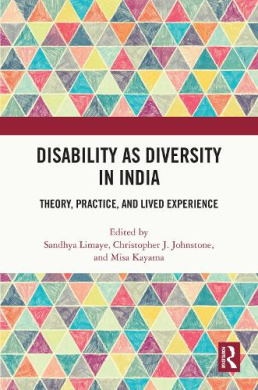 DISABILITY AS DIVERSITY
IN INDIA
THEORY, PRACTICE, AND LIVED EXPERIENCE
Edited by
Sandhya Limaye, Christopher J. Johnstone,
and Misa Kayama
ROUTLEDGE